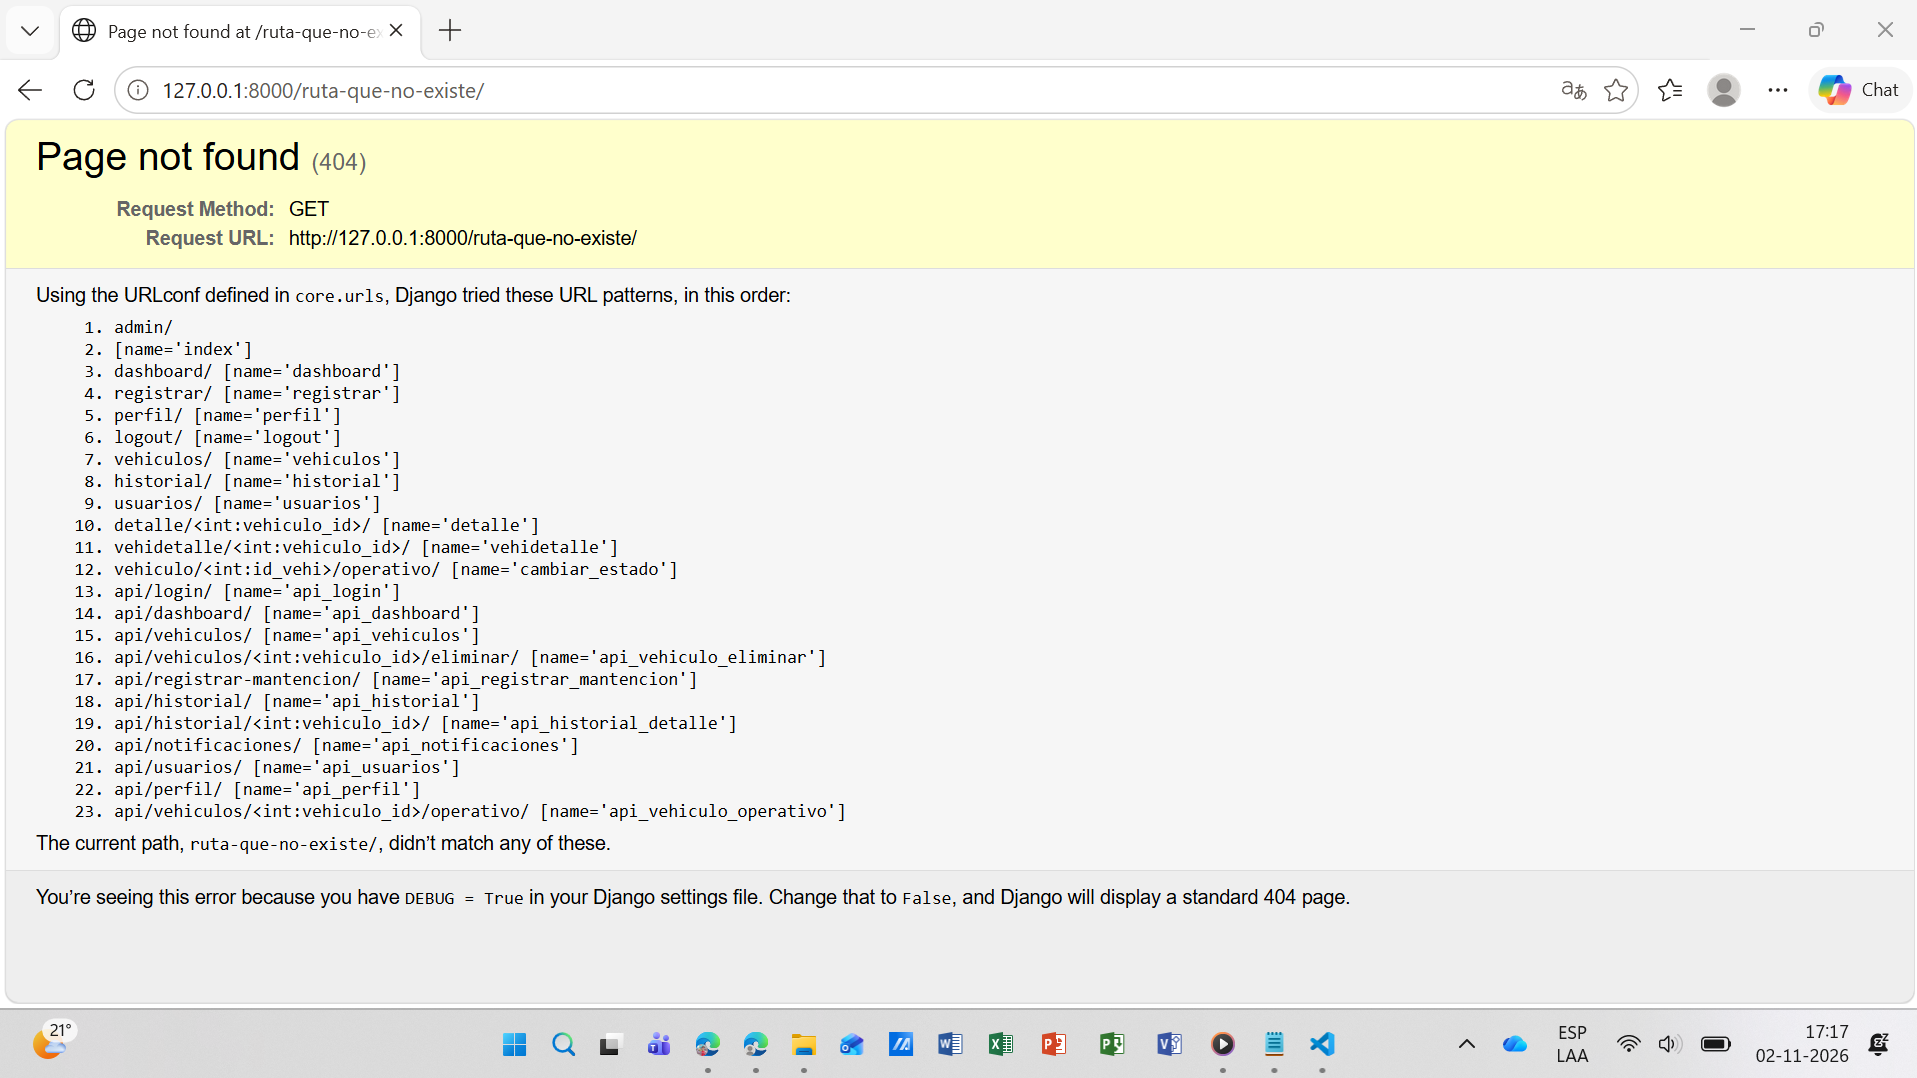 Page not found at /ruta-que-no-e
127.0.0.1:8000/ruta-que-no-existe/
Chat
Page not found (404)
Request Method: GET
Request URL: http://127.0.0.1:8000/ruta-que-no-existe/
Using the URLconf defined in core.urls, Django tried these URL patterns, in this order:
1. admin/
2. [name='index']
3. dashboard/ [name='dashboard']
4. registrar/ [name='registrar']
5. perfil/ [name='perfil']
6. logout/ [name='logout']
7. vehiculos/ [name='vehiculos']
8. historial/ [name='historial']
9. usuarios/ [name='usuarios']
10. detalle/<int:vehiculo_id>/ [name='detalle']
11. vehidetalle/<int:vehiculo_id>/ [name='vehidetalle']
12. vehiculo/<int:id_vehi>/operativo/ [name='cambiar_estado']
13. api/login/ [name='api_login']
14. api/dashboard/ [name='api_dashboard']
15. api/vehiculos/ [name='api_vehiculos']
16. api/vehiculos/<int:vehiculo_id>/eliminar/ [name='api_vehiculo_eliminar']
17. api/registrar-mantencion/ [name='api_registrar_mantencion']
18. api/historial/ [name='api_historial']
19. api/historial/<int:vehiculo_id>/ [name='api_historial_detalle']
20. api/notificaciones/ [name='api_notificaciones']
21. api/usuarios/ [name='api_usuarios']
22. api/perfil/ [name='api_perfil']
23. api/vehiculos/<int:vehiculo_id>/operativo/ [name='api_vehiculo_operativo']
The current path, ruta-que-no-existe/, didn’t match any of these.
You’re seeing this error because you have DEBUG = True in your Django settings file. Change that to False, and Django will display a standard 404 page.
21°
ESP
LAA
17:17
02-11-2026